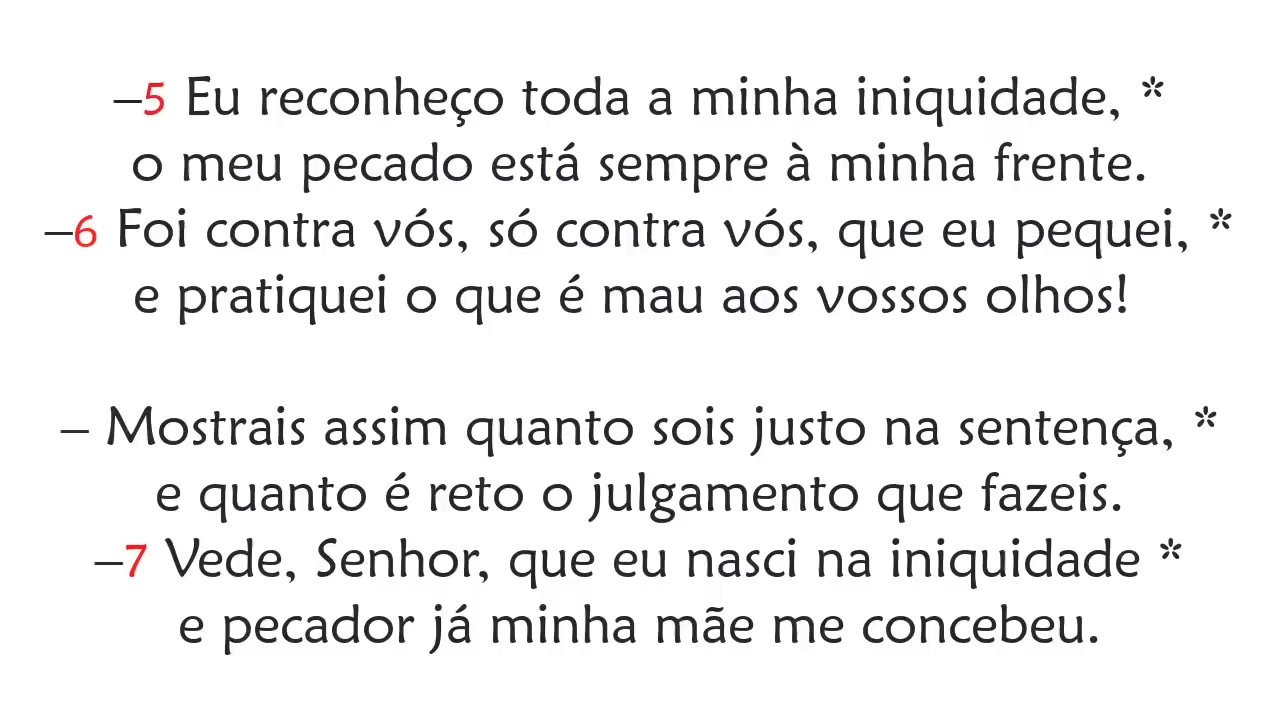 –5 Eu reconheço toda a minha iniquidade, *
o meu pecado está sempre à minha frente.
–6 Foi contra vós, só contra vós, que eu pequei, *
e pratiquei o que é mau aos vossos olhos!
– Mostrais assim quanto sois justo na sentença, *
e quanto é reto o julgamento que fazeis.
–7 Vede, Senhor, que eu nasci na iniquidade *
e pecador já minha mãe me concebeu.